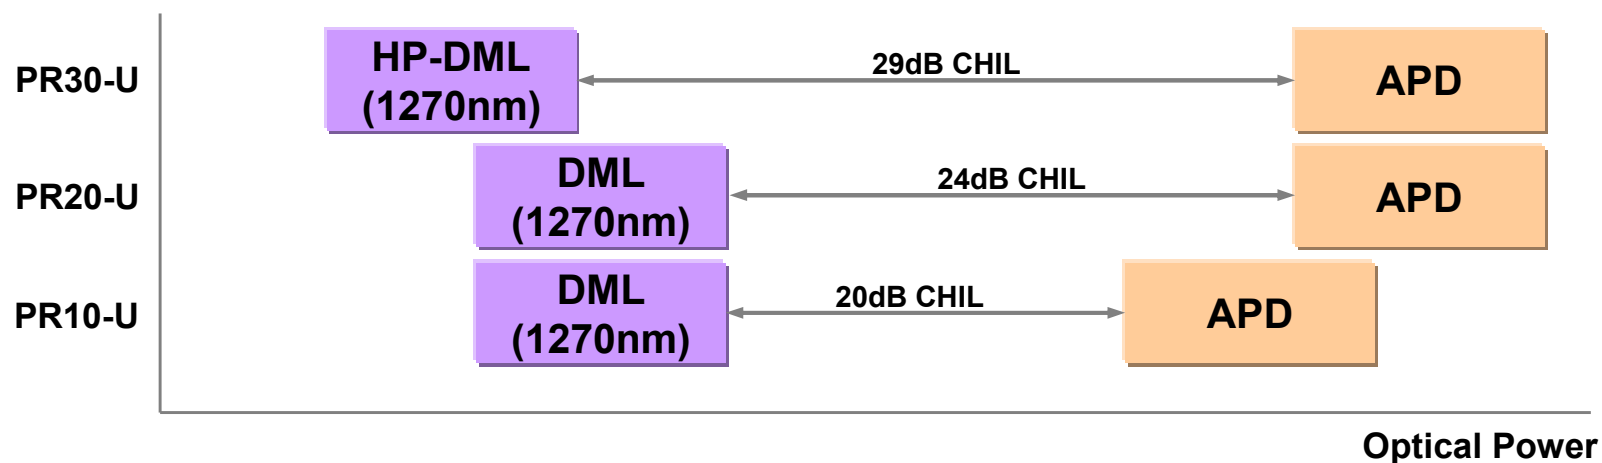 PR30-U
HP-DML
(1270nm)
29dB CHIL
APD
PR20-U
DML
(1270nm)
24dB CHIL
APD
PR10-U
DML
(1270nm)
20dB CHIL
APD
Optical Power